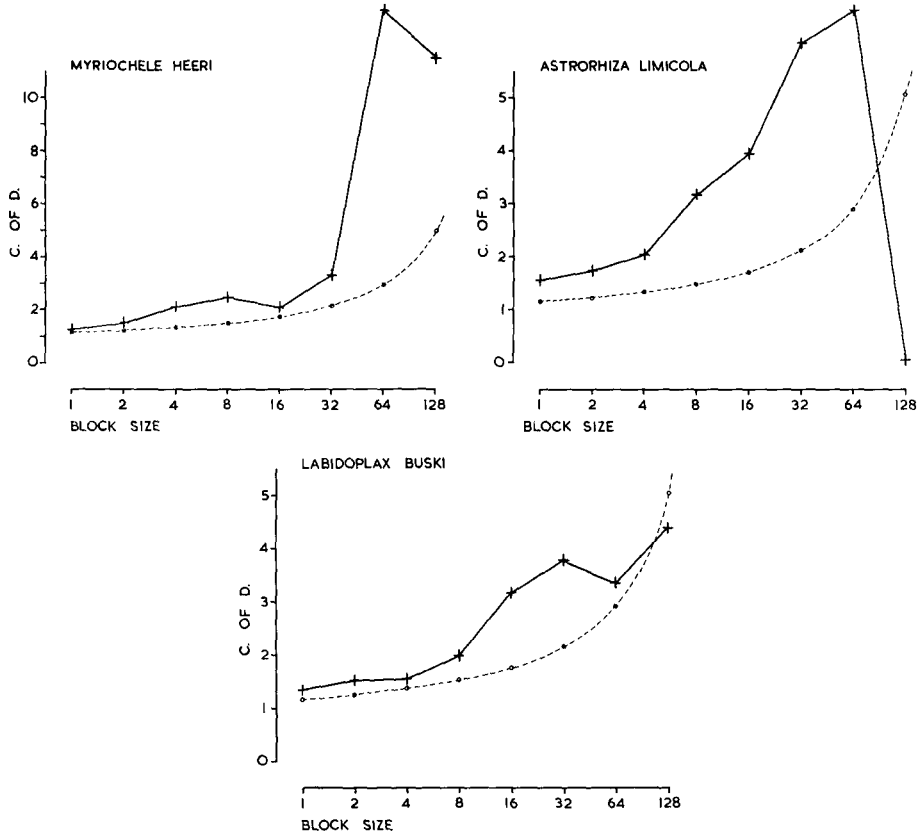 MYRIOCHELE HEERI
10
8
6
4
2
0
C. OF D.
1 2 4 8 16 32 64 128
BLOCK SIZE
ASTRORHIZA LIMICOLA
5
4
3
2
1
0
C. OF D.
1 2 4 8 16 32 64 128
BLOCK SIZE
LABIDOPLAX BUSKI
5
4
3
2
1
0
C. OF D.
1 2 4 8 16 32 64 128
BLOCK SIZE